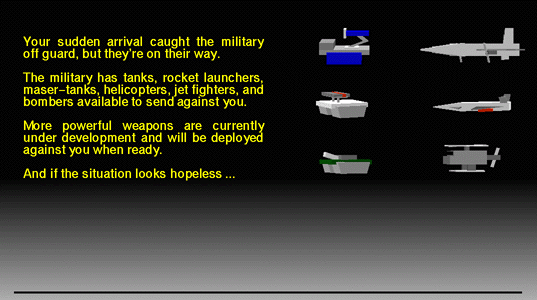 Your sudden arrival caught the military
off guard, but they're on their way.
The military has tanks, rocket launchers,
maser-tanks, helicopters, jet fighters, and
bombers available to send against you.
More powerful weapons are currently
under development and will be deployed
against you when ready.
And if the situation looks hopeless ...